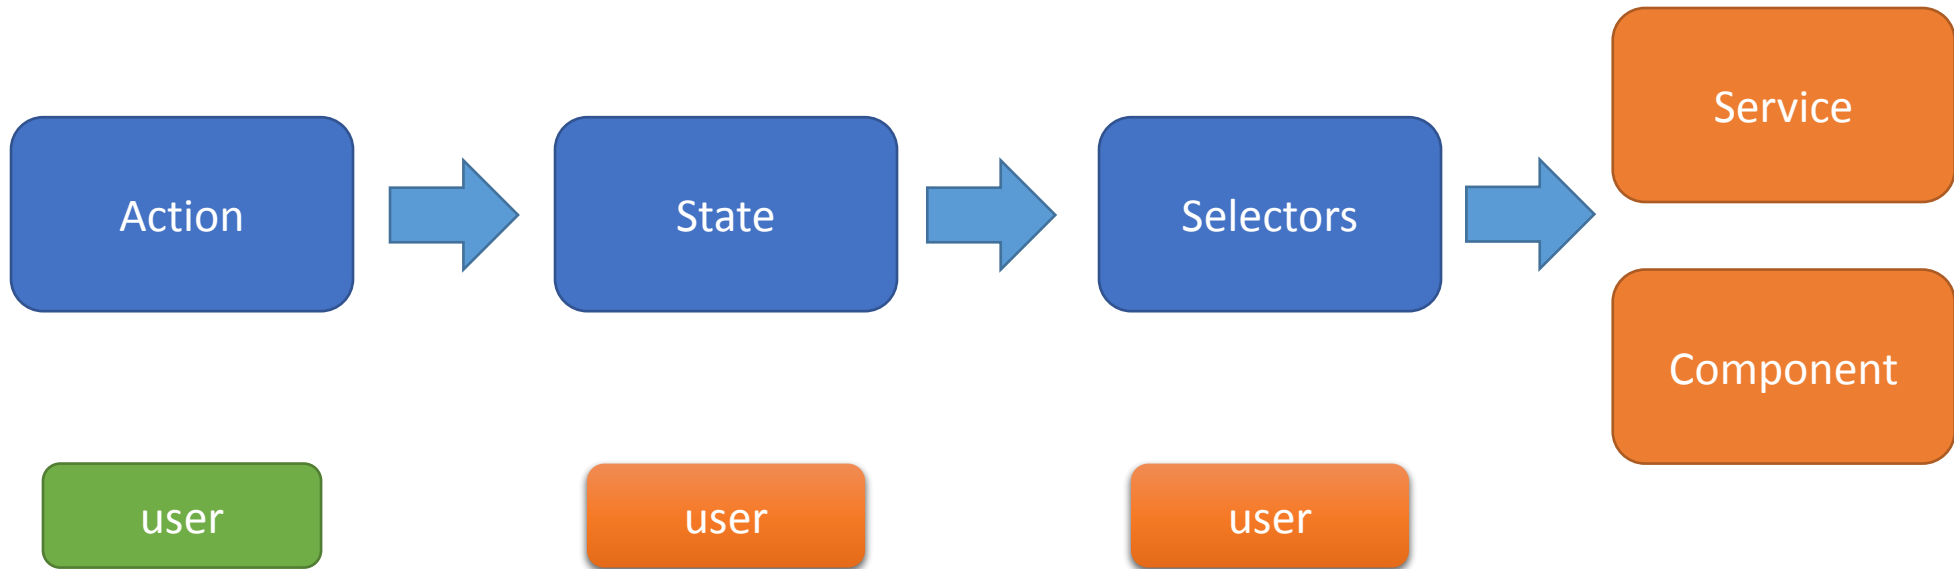 Action
State
Selectors
Service
Component
user
user
user